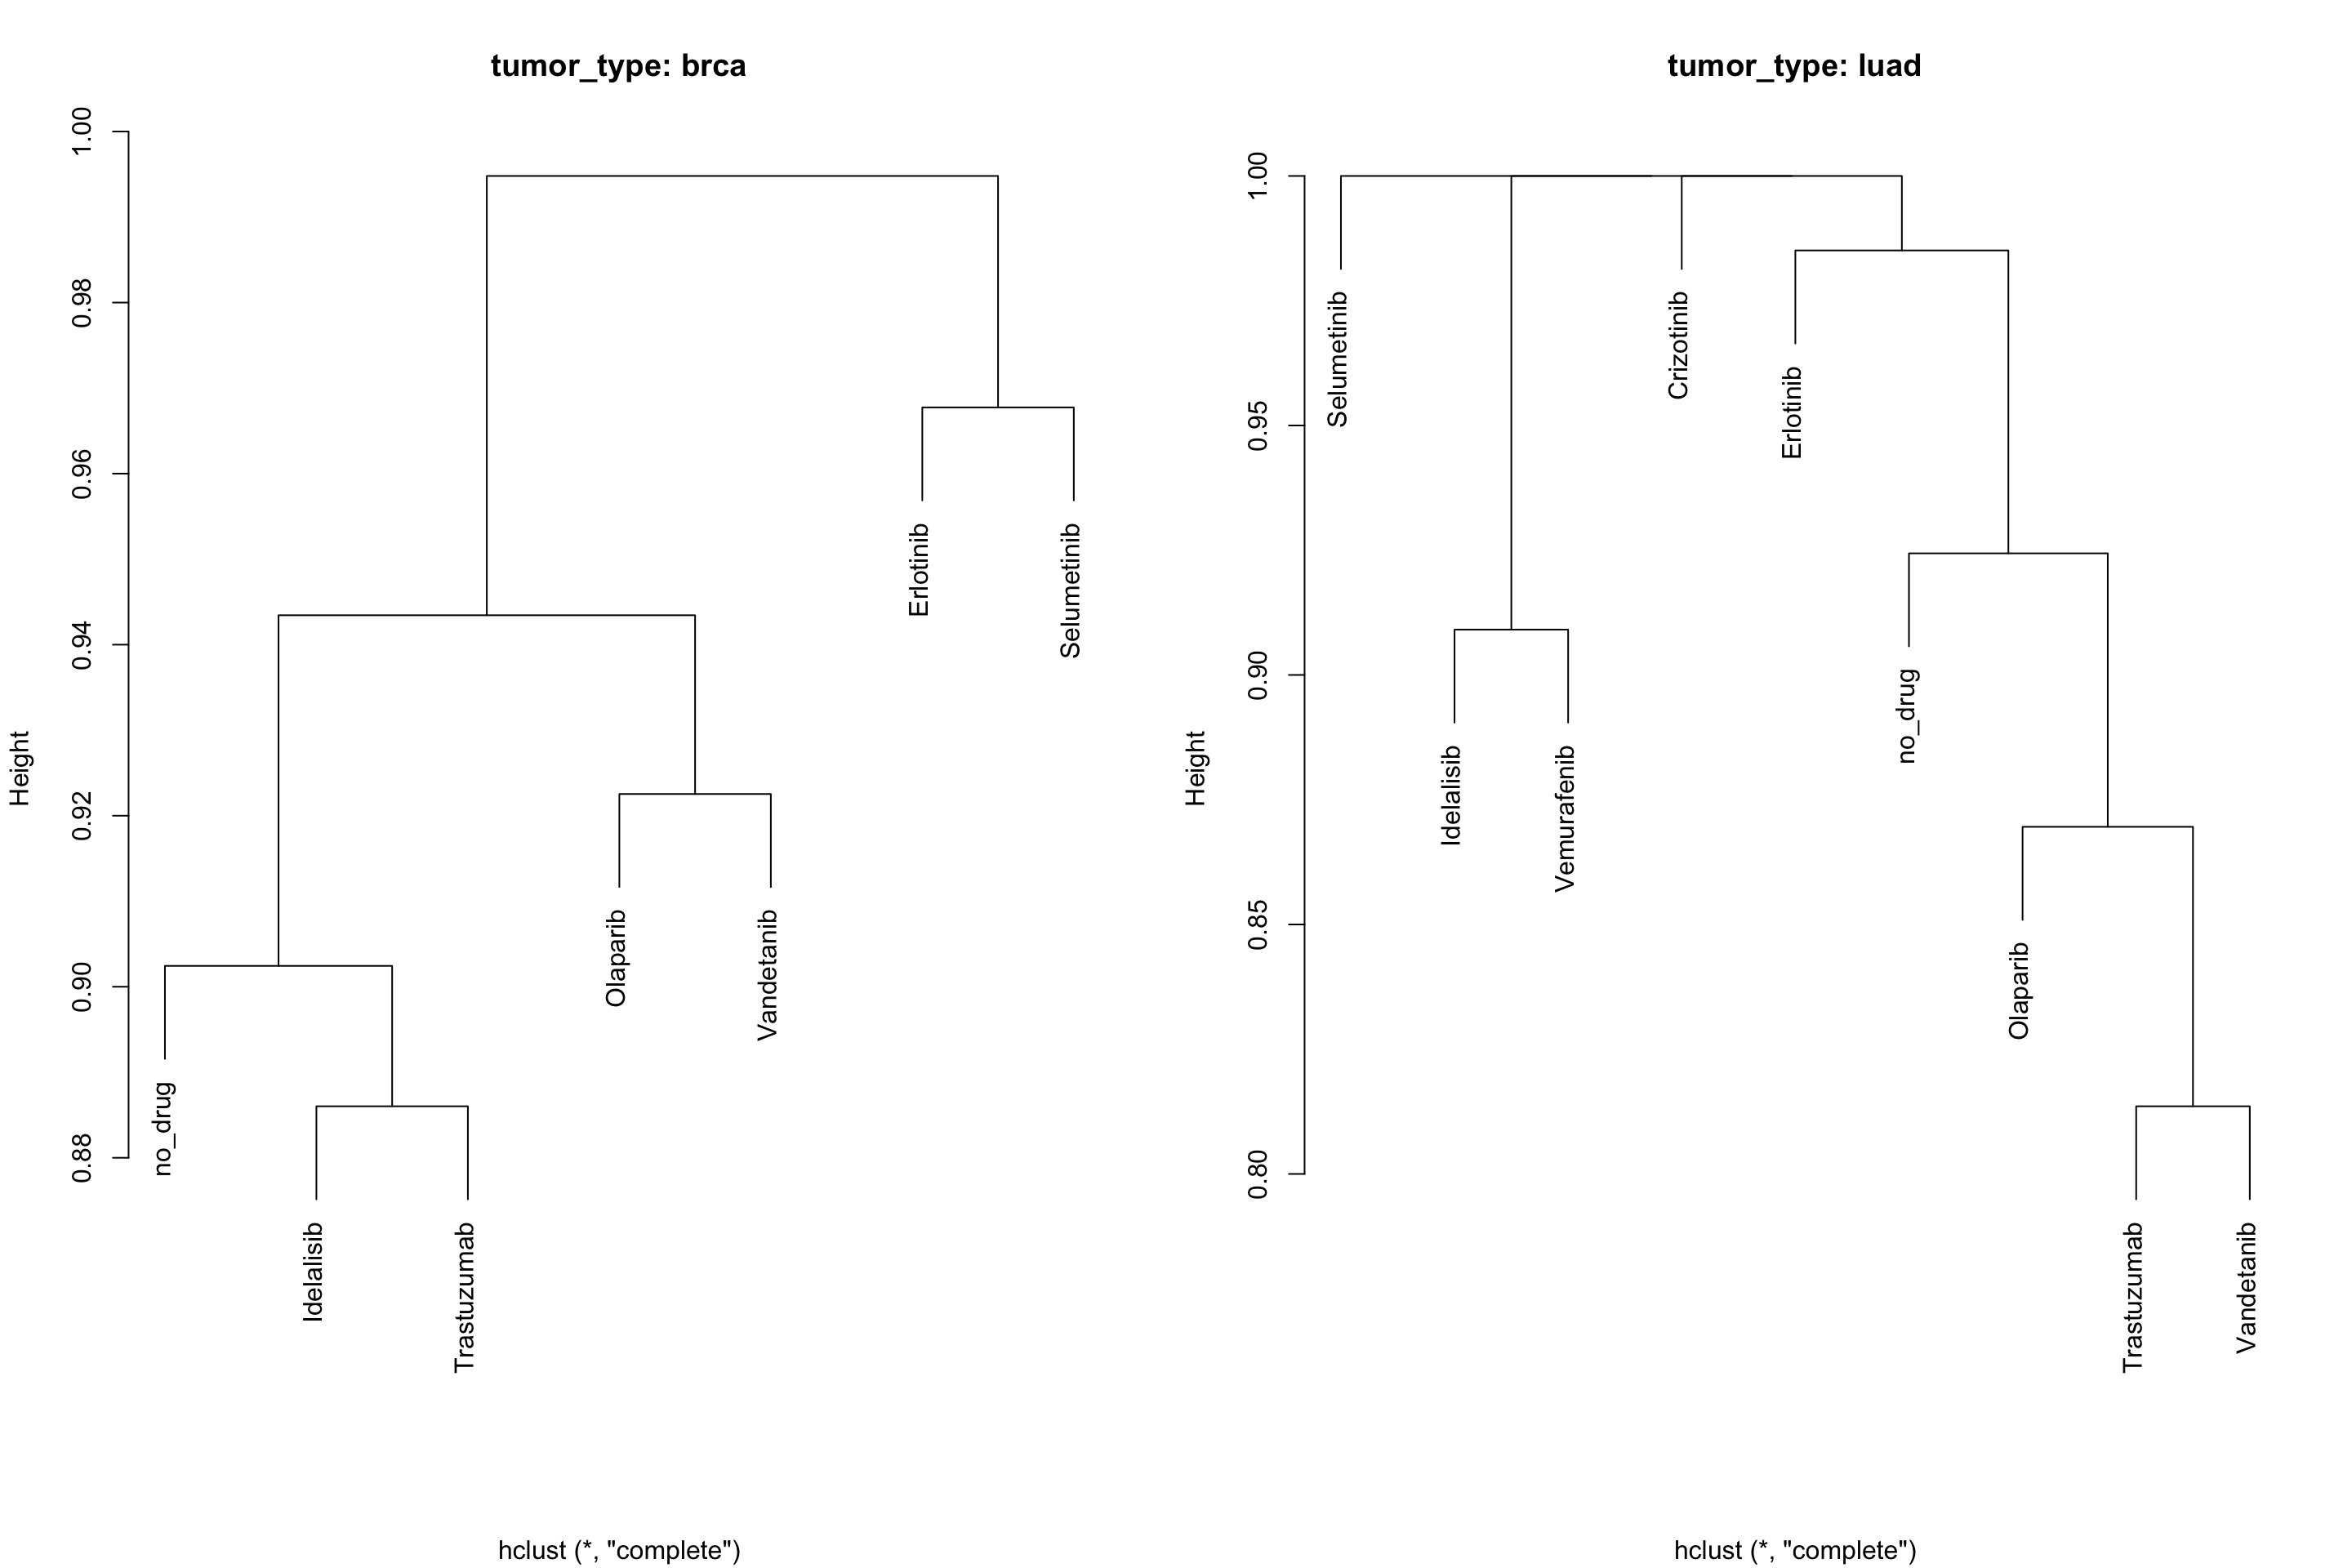 tumor_type: brca
Height
1.00
0.98
0.96
0.94
0.92
0.90
0.88
no_drug
Idelalisib
Trastuzumab
Olaparib
Vandetanib
Erlotinib
Selumetinib
hclust (*, "complete")
tumor_type: luad
Height
1.00
0.95
0.90
0.85
0.80
Selumetinib
Idelalisib
Vemurafenib
Crizotinib
Erlotinib
no_drug
Olaparib
Trastuzumab
Vandetanib
hclust (*, "complete")